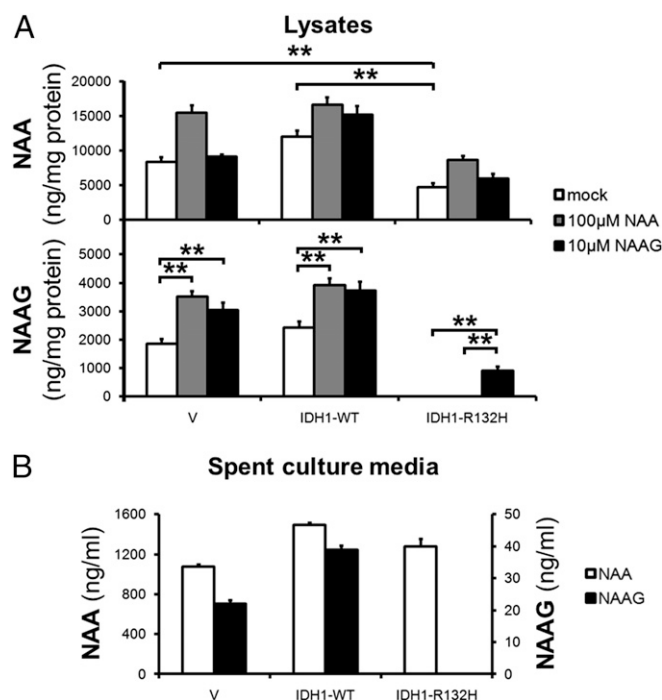 A
Lysates
**
**
NAA
(ng/mg protein)
20000
15000
10000
5000
0
mock
100µM NAA
10µM NAAG
NAAG
(ng/mg protein)
5000
4000
3000
2000
1000
0
**
**
**
**
**
**
V IDH1-WT IDH1-R132H
B
Spent culture media
NAA (ng/ml)
1600
1200
800
400
0
50
40
30
20
10
0
NAAG (ng/ml)
NAA
NAAG
V IDH1-WT IDH1-R132H